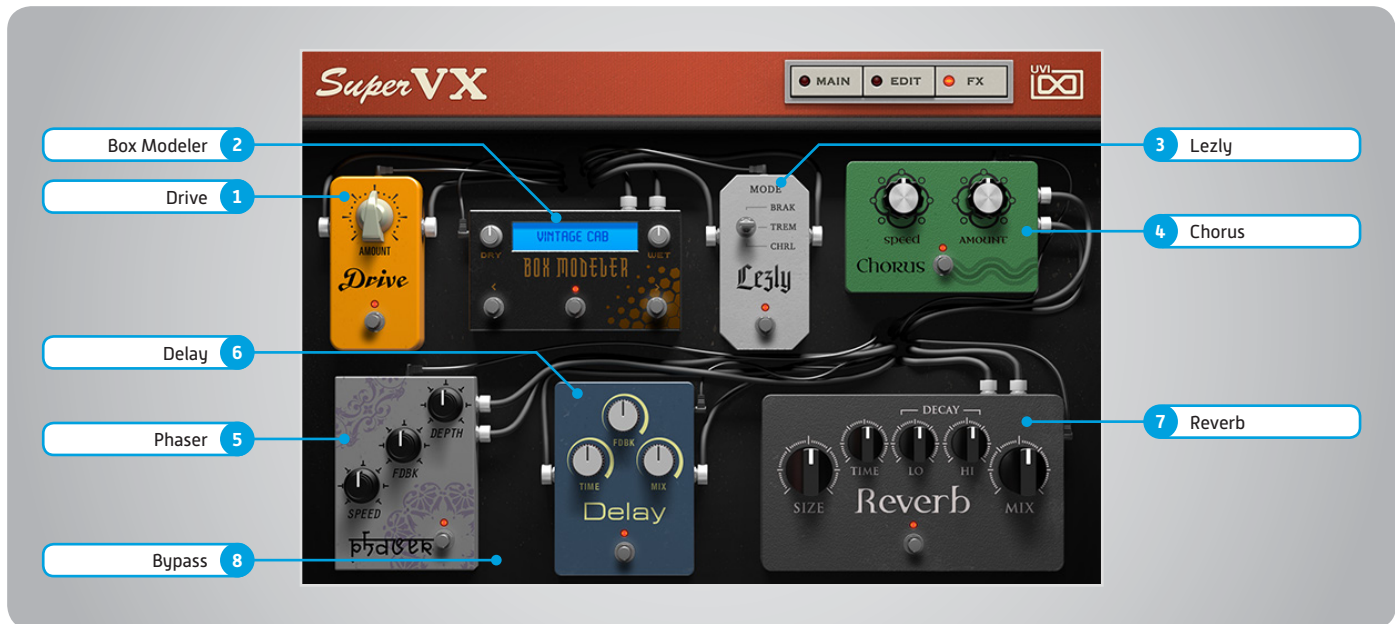 Super VX
MAIN EDIT FX
UVI
Box Modeler 2
3 Lezly
Drive 1
MODE
BRAK
TREM
CHRL
Lezly
AMOUNT
Drive
VINTAGE CAB
DRY WET
BOX MODELER
< >
speed AMOUNT
Chorus
4 Chorus
Delay 6
Phaser 5
7 Reverb
DEPTH
FDBK
SPEED
phaser
FDBK
TIME MIX
Delay
DECAY
TIME LO HI
SIZE MIX
Reverb
Bypass 8